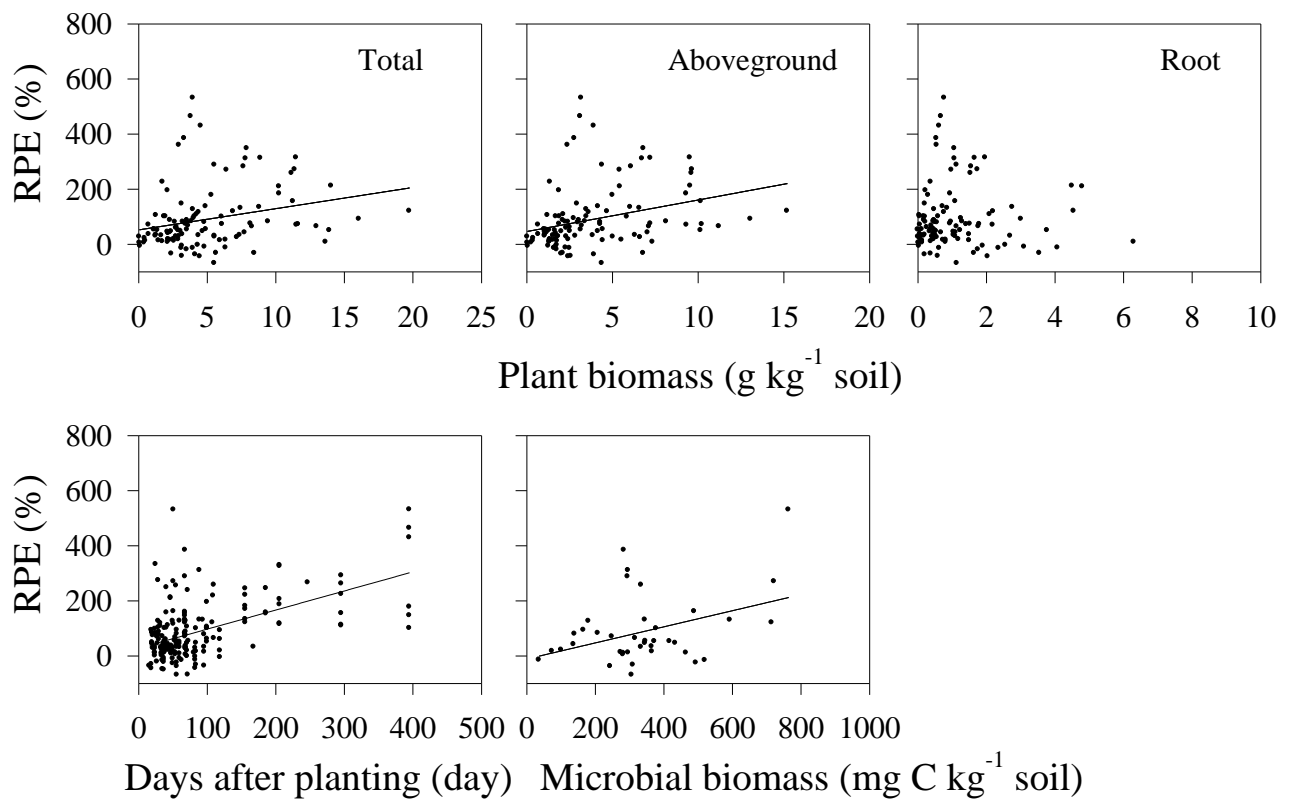 800
600
400
200
0
RPE (%)
Total
Aboveground
Root
0 5 10 15 20 25
0 5 10 15 20
0 2 4 6 8 10
Plant biomass (g kg-1 soil)
800
600
400
200
0
RPE (%)
0 100 200 300 400 500
0 200 400 600 800 1000
Days after planting (day) Microbial biomass (mg C kg-1 soil)